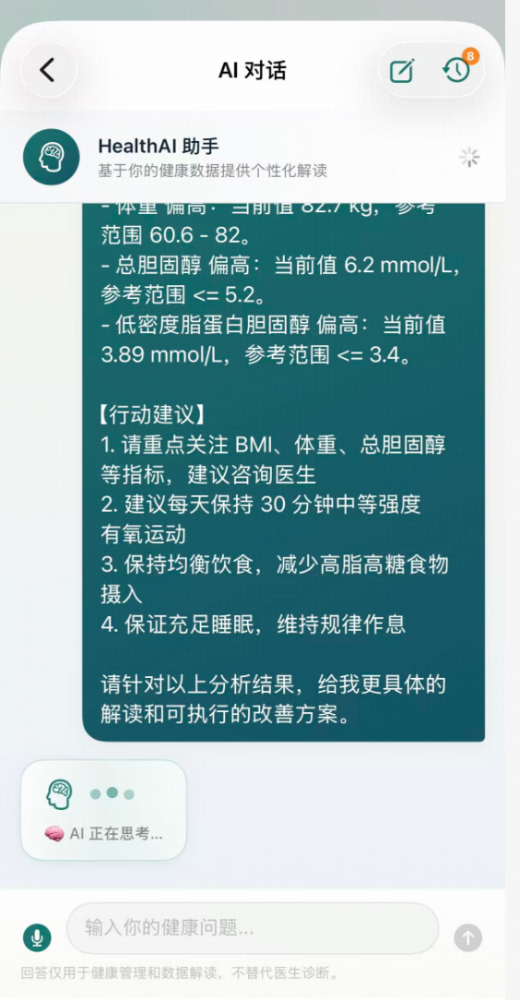 AI 对话
8
HealthAI 助手
基于你的健康数据提供个性化解读
- 体重 偏高：当前值 82.7 kg，参考
范围 60.6 - 82。
- 总胆固醇 偏高：当前值 6.2 mmol/L，
参考范围 <= 5.2。
- 低密度脂蛋白胆固醇 偏高：当前值
3.89 mmol/L，参考范围 <= 3.4。
【行动建议】
1. 请重点关注 BMI、体重、总胆固醇
等指标，建议咨询医生
2. 建议每天保持 30 分钟中等强度
有氧运动
3. 保持均衡饮食，减少高脂高糖食物
摄入
4. 保证充足睡眠，维持规律作息
请针对以上分析结果，给我更具体的
解读和可执行的改善方案。
AI 正在思考...
输入你的健康问题...
回答仅用于健康管理和数据解读，不替代医生诊断。